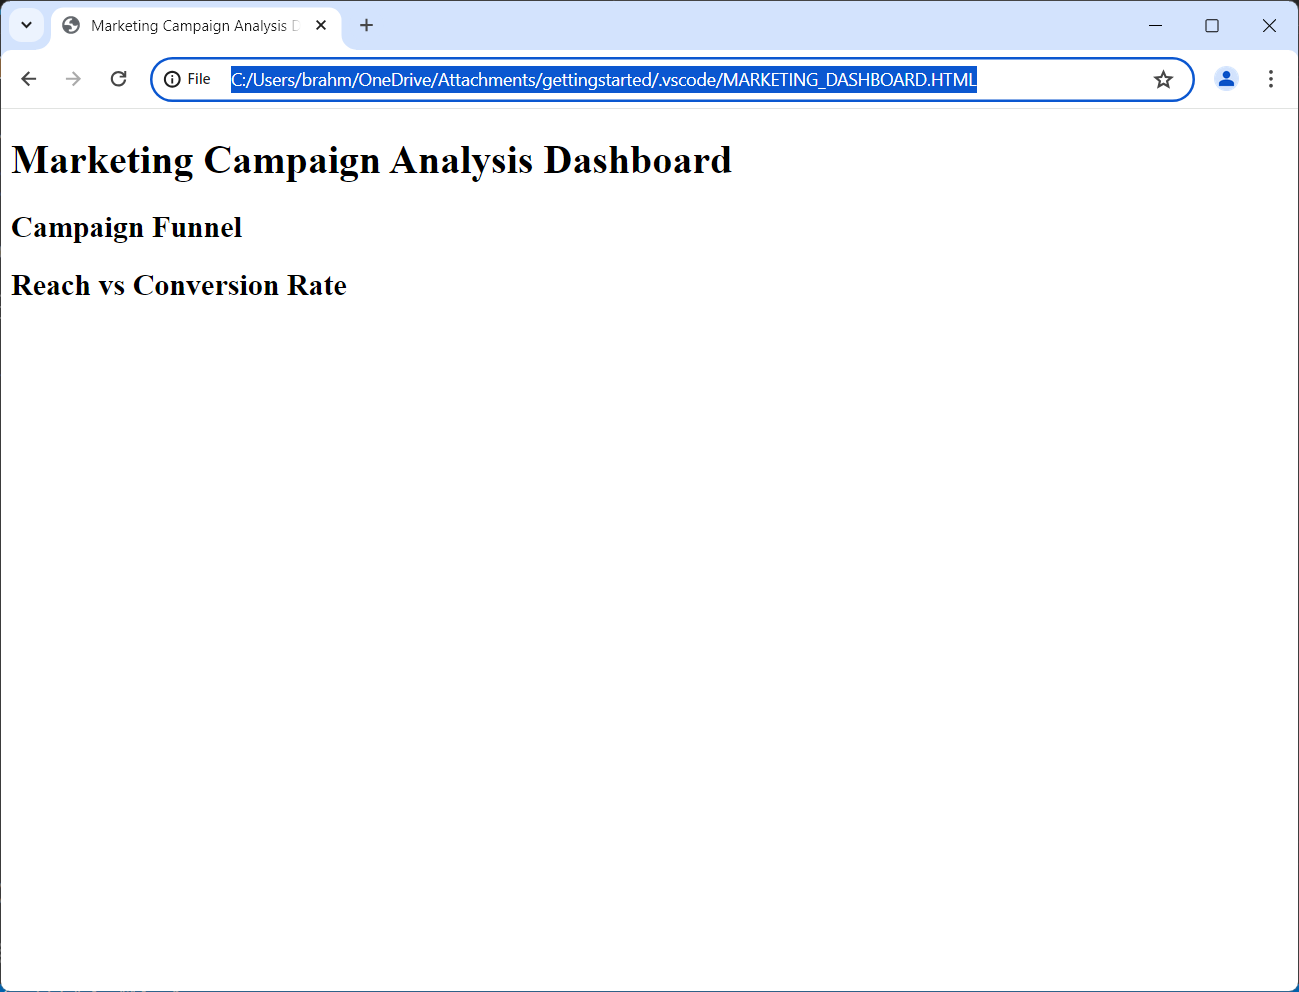 Marketing Campaign Analysis D
File
C:/Users/brahm/OneDrive/Attachments/gettingstarted/.vscode/MARKETING_DASHBOARD.HTML
Marketing Campaign Analysis Dashboard
Campaign Funnel
Reach vs Conversion Rate